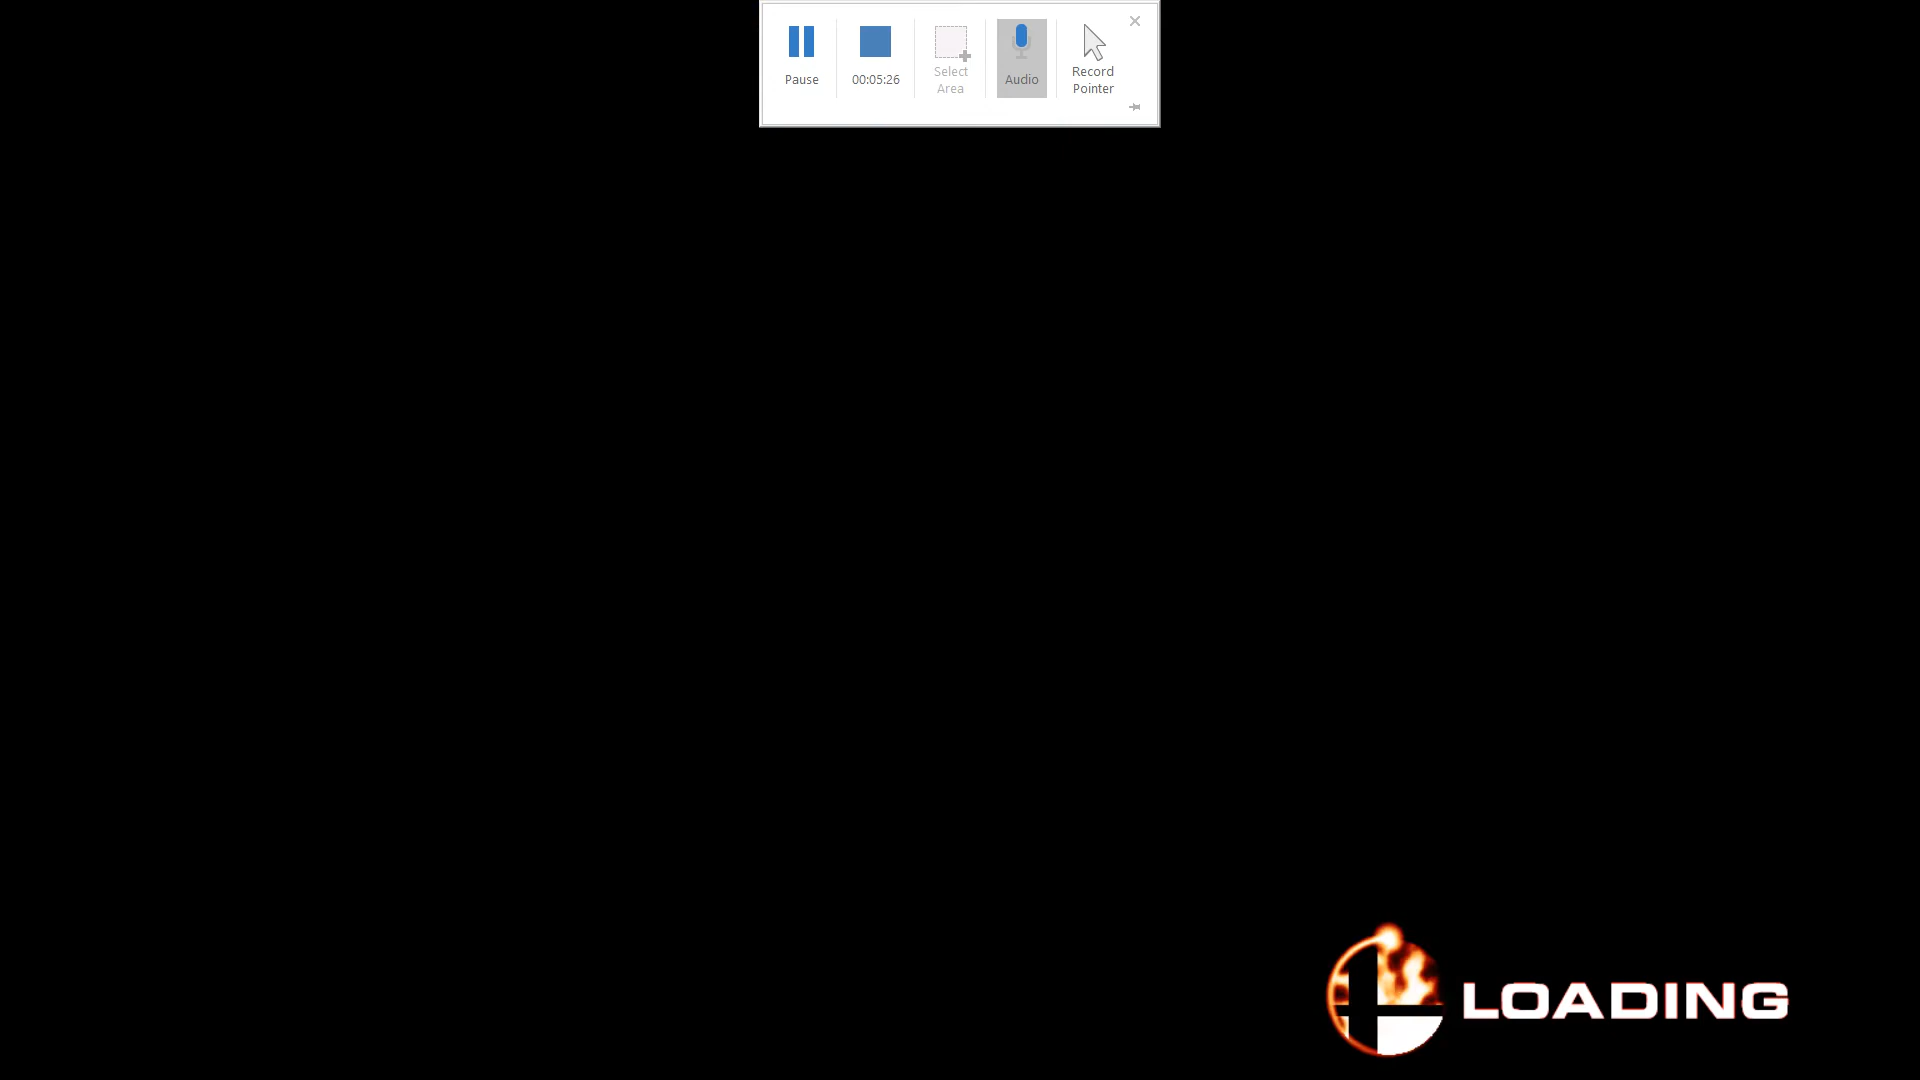 Pause
00:05:26
Select
Area
Audio
Record
Pointer
LOADING